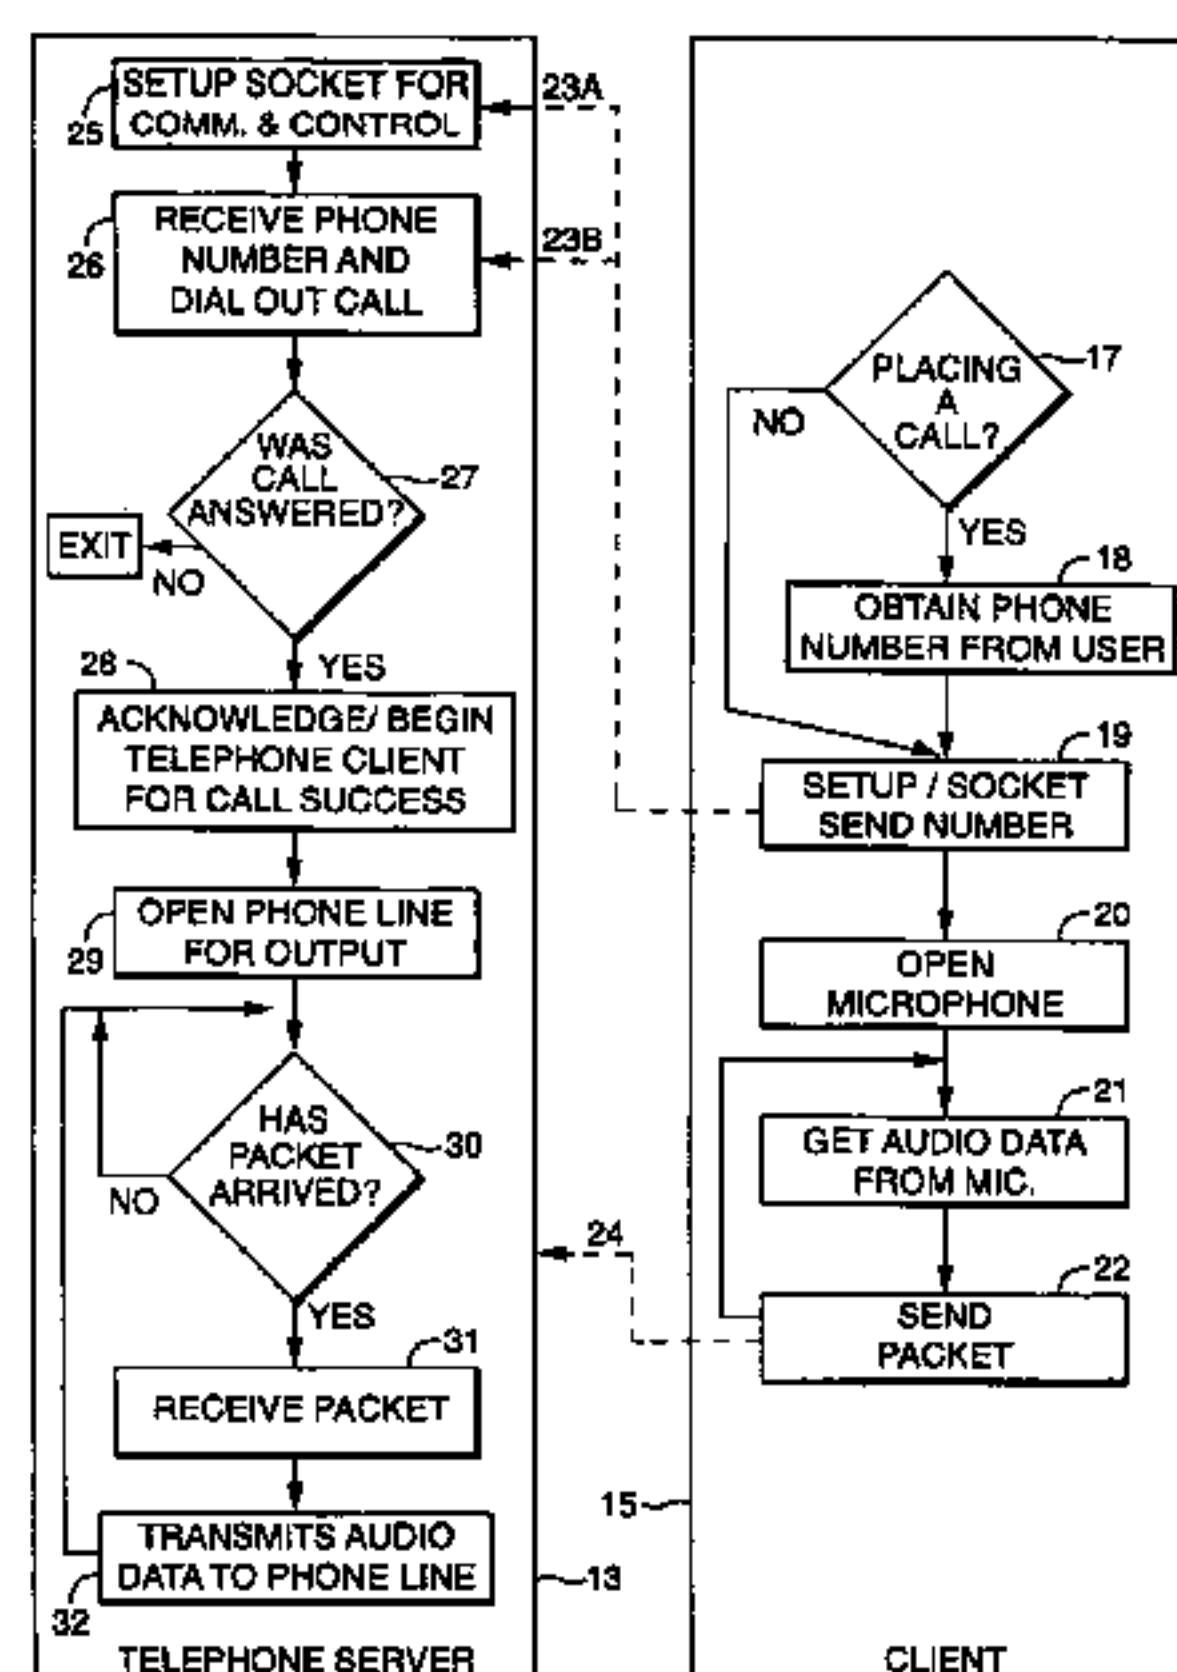 SETUP SOCKET FOR
COMM. & CONTROL
25
23A
RECEIVE PHONE
NUMBER AND
DIAL OUT CALL
26
23B
WAS
CALL
ANSWERED?
27
EXIT
NO
YES
28
ACKNOWLEDGE/ BEGIN
TELEPHONE CLIENT
FOR CALL SUCCESS
OPEN PHONE LINE
FOR OUTPUT
29
HAS
PACKET
ARRIVED?
30
NO
YES
24
31
RECEIVE PACKET
TRANSMITS AUDIO
DATA TO PHONE LINE
32
13
TELEPHONE SERVER
PLACING
A
CALL?
17
NO
YES
18
OBTAIN PHONE
NUMBER FROM USER
19
SETUP / SOCKET
SEND NUMBER
20
OPEN
MICROPHONE
21
GET AUDIO DATA
FROM MIC.
22
SEND
PACKET
15
CLIENT